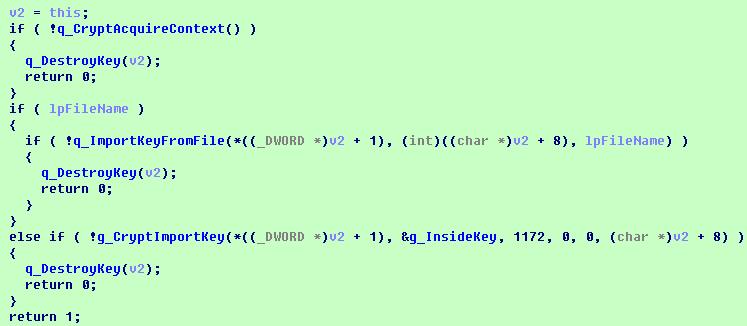 v2 = this;
if ( !q_CryptAcquireContext() )
{
q_DestroyKey(v2);
return 0;
}
if ( lpFileName )
{
if ( !q_ImportKeyFromFile(*((_DWORD *)v2 + 1), (int)((char *)v2 + 8), lpFileName) )
{
q_DestroyKey(v2);
return 0;
}
}
else if ( !g_CryptImportKey(*((_DWORD *)v2 + 1), &g_InsideKey, 1172, 0, 0, (char *)v2 + 8) )
{
q_DestroyKey(v2);
return 0;
}
return 1;